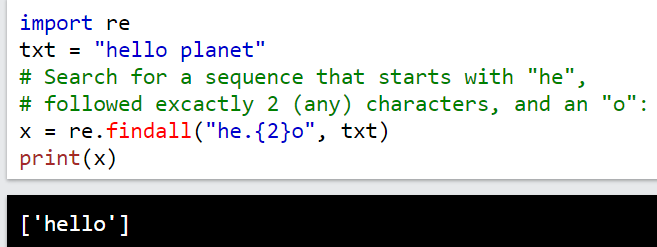 import re
txt = "hello planet"
# Search for a sequence that starts with "he",
# followed excactly 2 (any) characters, and an "o":
x = re.findall("he.{2}o", txt)
print(x)
['hello']